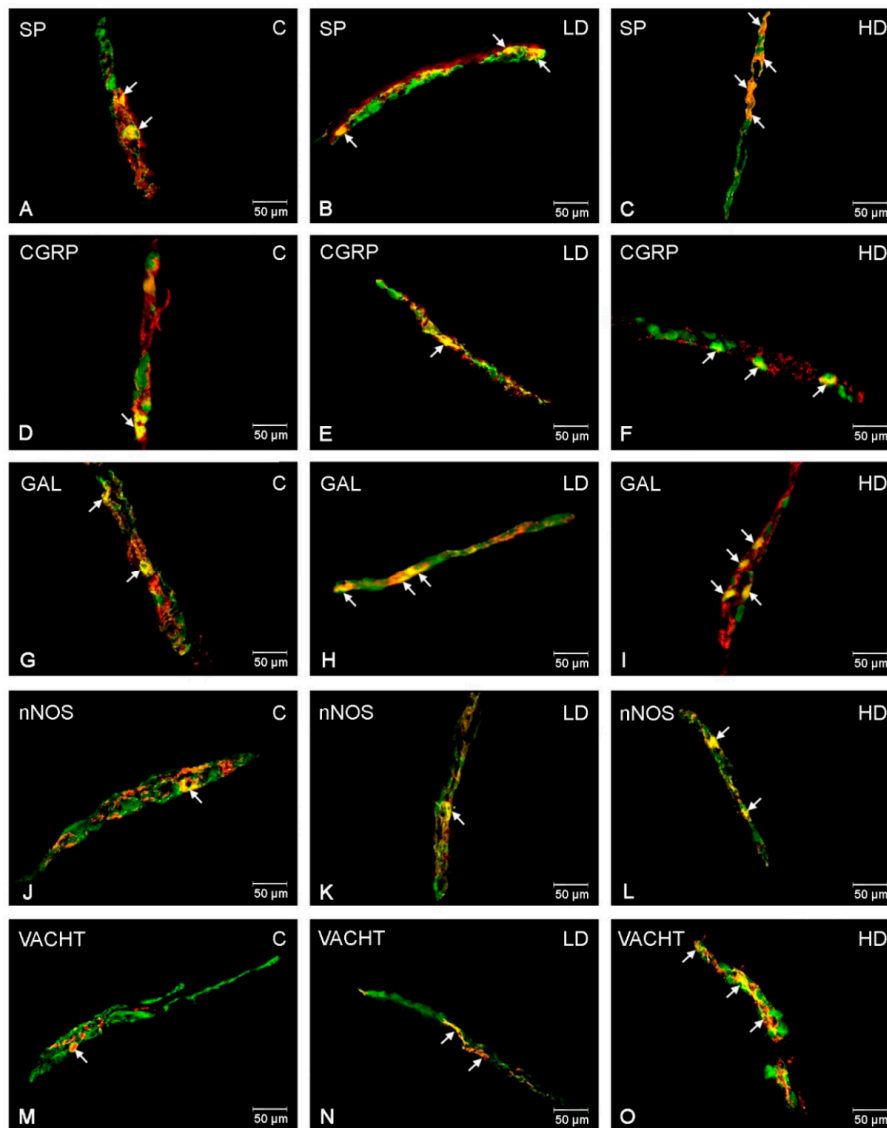 SP C
50 µm
A
SP LD
50 µm
B
SP HD
50 µm
C
CGRP C
50 µm
D
CGRP LD
50 µm
E
CGRP HD
50 µm
F
GAL C
50 µm
G
GAL LD
50 µm
H
GAL HD
50 µm
I
nNOS C
50 µm
J
nNOS LD
50 µm
K
nNOS HD
50 µm
L
VACHT C
50 µm
M
VACHT LD
50 µm
N
VACHT HD
50 µm
O